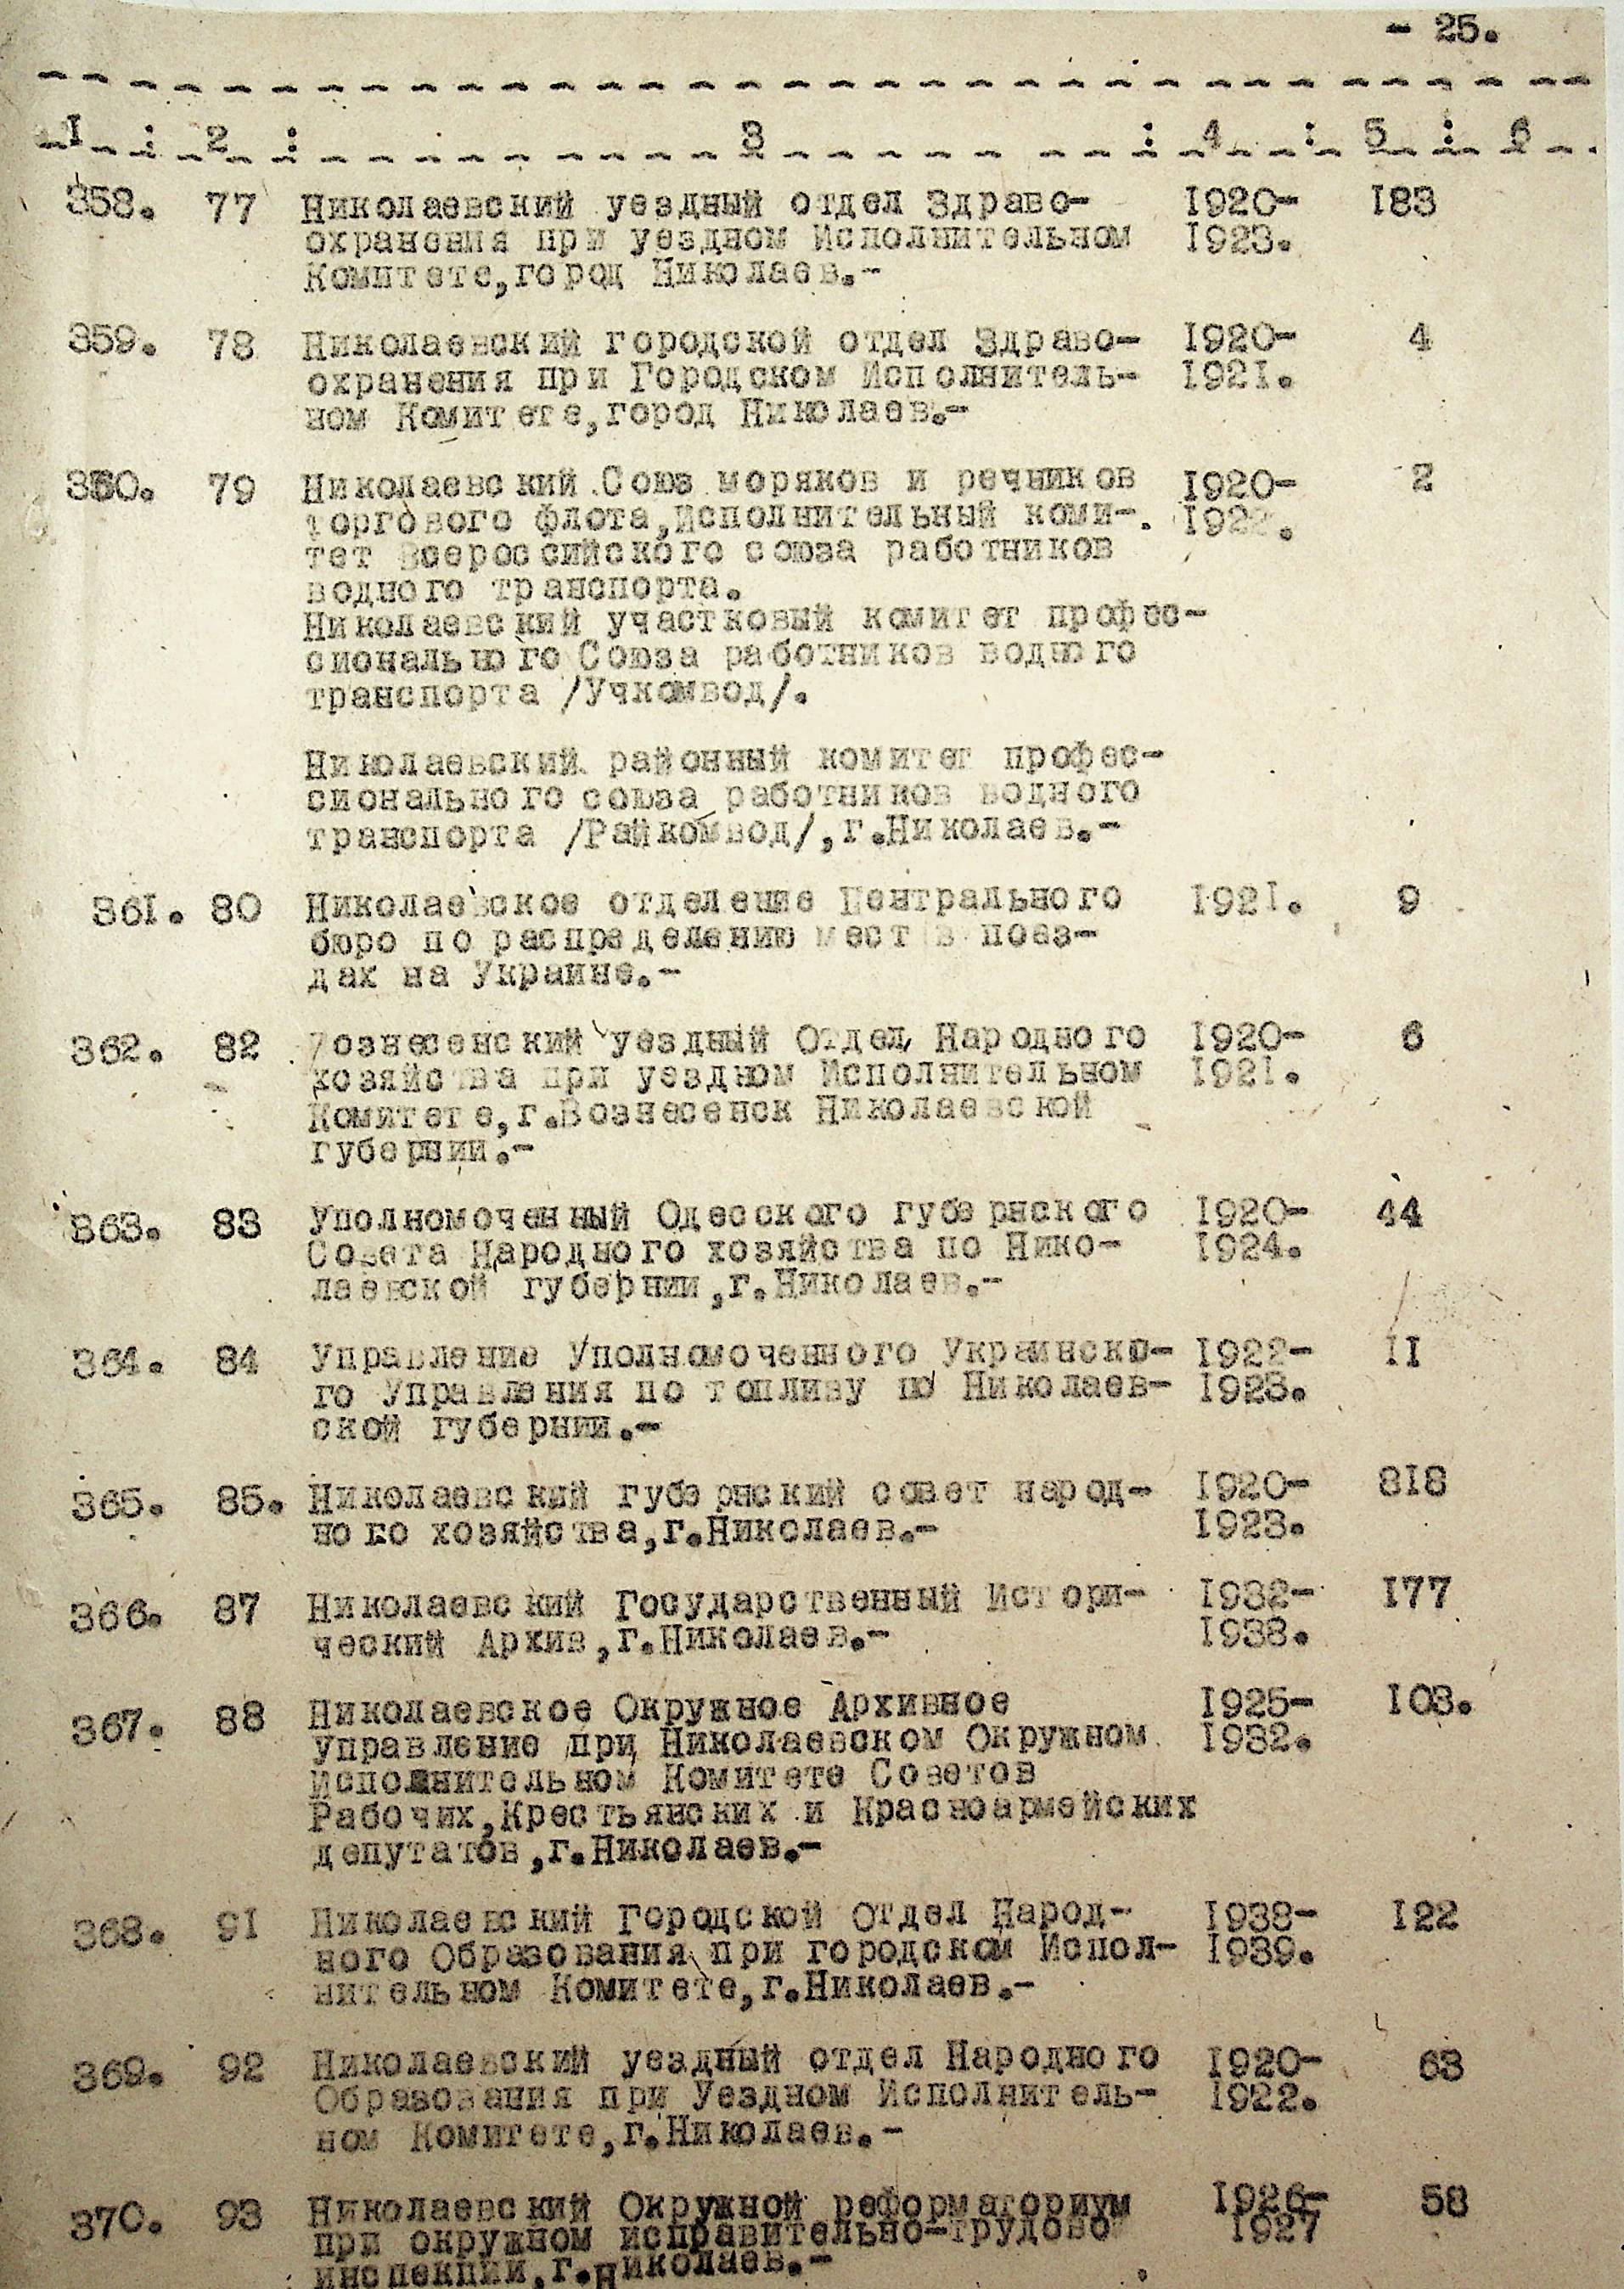 - 25.
1 : 2 : 3 : 4 : 5 : 6
358. 77 Николаевский уездный отдел Здраво- 1920- 183
охранения при уездном Исполнительном 1923.
Комитете,город Николаев.-
359. 78 Николаевский городской отдел Здраво- 1920- 4
охранения при Городском Исполнитель- 1921.
ном Комитете,город Николаев.-
360. 79 Николаевский Союз моряков и речников 1920- 2
торгового флота,Исполнительный коми-. 1922.
тет Всероссийского союза работников
водного транспорта.
Николаевский участковый комитет профес-
сионального Союза работников водного
транспорта /Учкомвод/.
Николаевский районный комитет профес-
сионального союза работников водного
транспорта /Райкомвод/,г.Николаев.-
361. 80 Николаевское отделение Центрального 1921. 9
бюро по распределению мест в поез-
дах на Украине.-
362. 82 Вознесенский уездный Отдел Народного 1920- 6
хозяйства при уездном Исполнительном 1921.
Комитете,г.Вознесенск Николаевской
губернии.-
363. 83 Уполномоченный Одесского губернского 1920- 44
Совета Народного хозяйства по Нико- 1924.
лаевской губернии,г.Николаев.-
364. 84 Управление Уполномоченного Украинско- 1922- 11
го Управления по топливу по Николаев- 1923.
ской губернии.-
365. 85. Николаевский губернский совет народ- 1920- 818
ного хозяйства,г.Николаев.- 1923.
366. 87 Николаевский Государственный Истори- 1932- 177
ческий Архив,г.Николаев.- 1938.
367. 88 Николаевское Окружное Архивное 1925- 103.
управление при Николаевском Окружном 1932.
Исполнительном Комитете Советов
Рабочих,Крестьянских и Красноармейских
депутатов,г.Николаев.-
368. 91 Николаевский Городской Отдел Народ- 1938- 122
ного Образования при городском Испол- 1939.
нительном Комитете,г.Николаев.-
369. 92 Николаевский уездный отдел Народного 1920- 63
Образования при Уездном Исполнитель- 1922.
ном Комитете,г.Николаев.-
370. 93 Николаевский Окружной реформаториум 1926- 58
при окружном исправительно-трудовой 1927
инспекции,г.Николаев.-